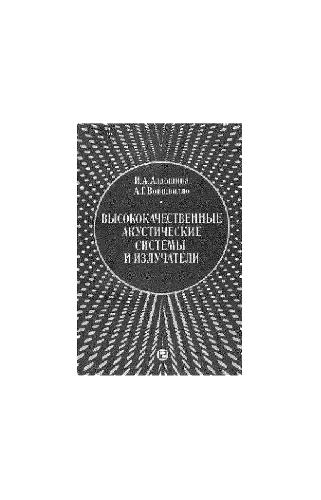 И.А.Алдошина
А.Г.Войшвилло
ВЫСОКОКАЧЕСТВЕННЫЕ
АКУСТИЧЕСКИЕ
СИСТЕМЫ
И ИЗЛУЧАТЕЛИ